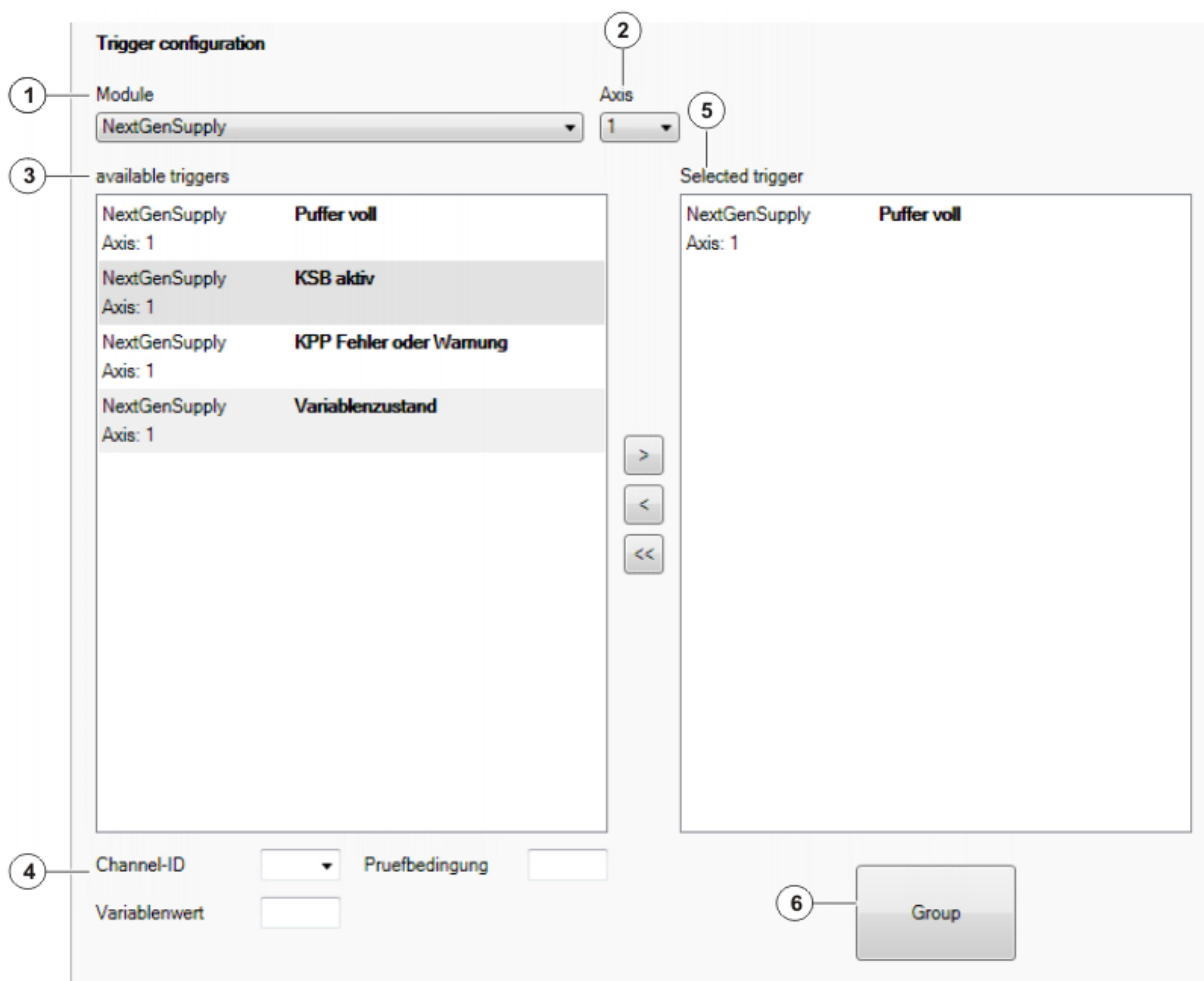 2
Trigger configuration
1
Module
Axis
NextGenSupply
1
5
3
available triggers
Selected trigger
NextGenSupply Puffer voll
Axis: 1
NextGenSupply KSB aktiv
Axis: 1
NextGenSupply KPP Fehler oder Warnung
Axis: 1
NextGenSupply Variablenzustand
Axis: 1
NextGenSupply Puffer voll
Axis: 1
>
<
<<
4
Channel-ID
Pruefbedingung
Variablenwert
6
Group